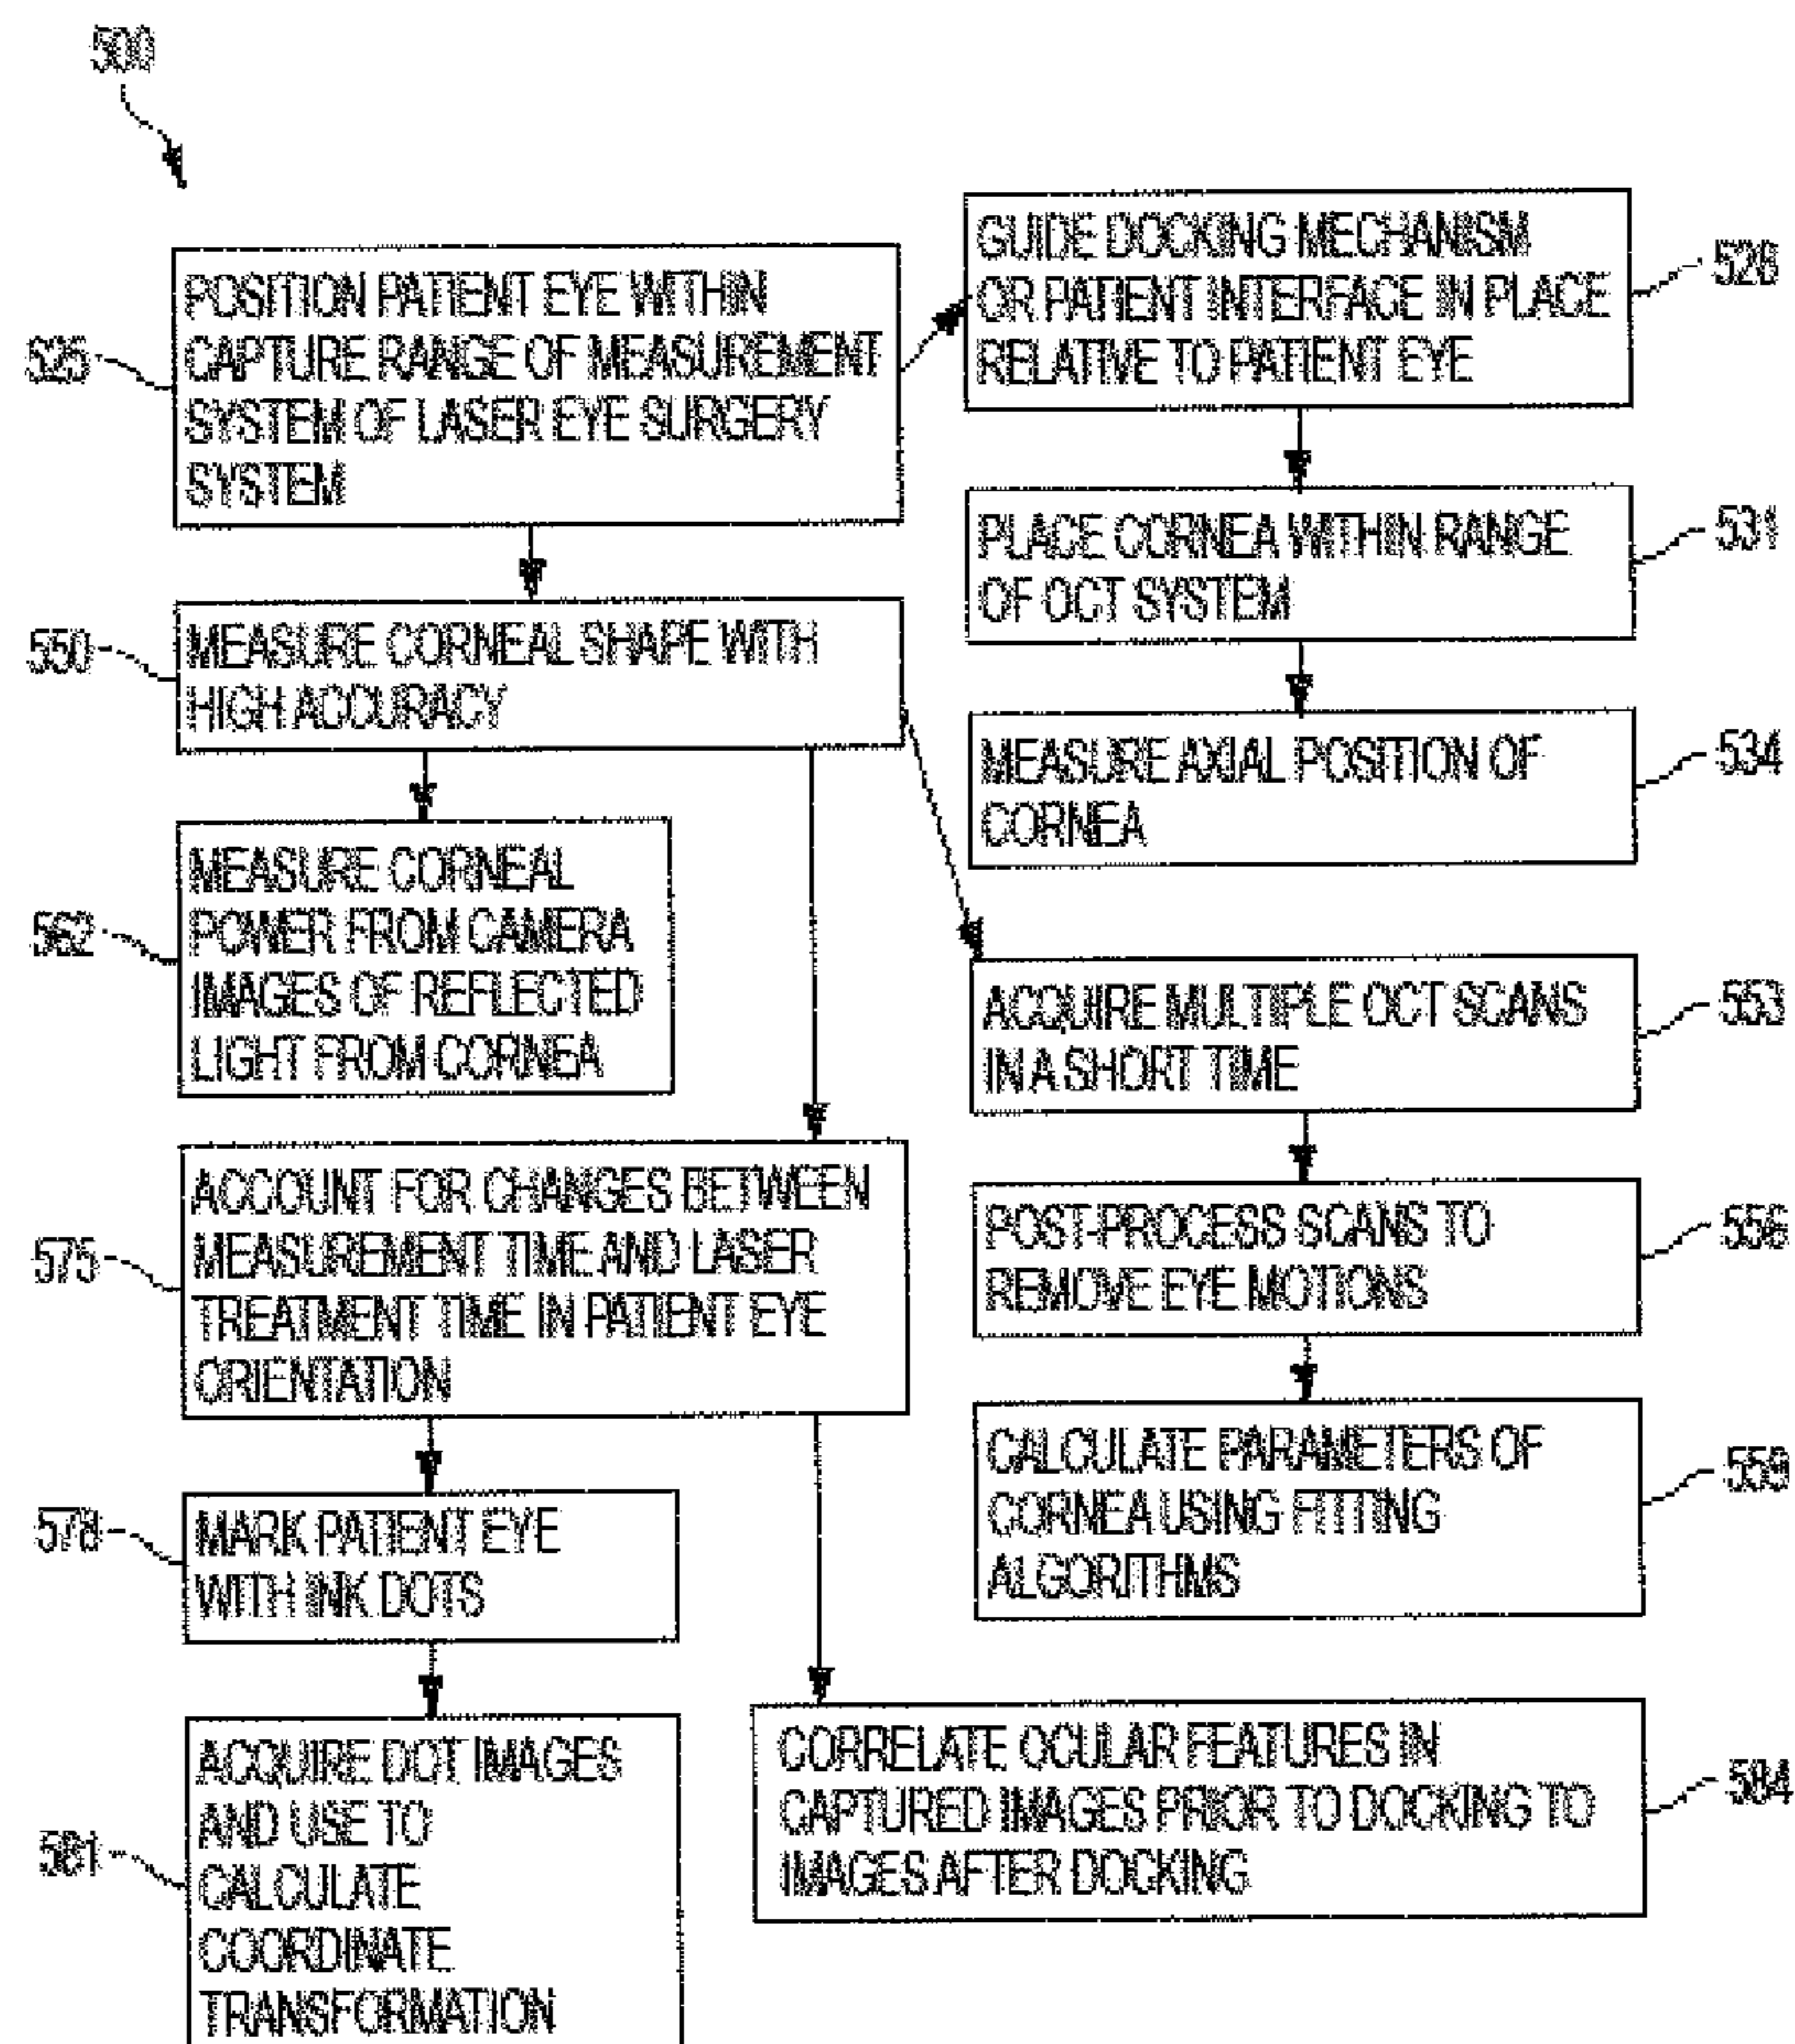 500
525
POSITION PATIENT EYE WITHIN
CAPTURE RANGE OF MEASUREMENT
SYSTEM OF LASER EYE SURGERY
SYSTEM
GUIDE DOCKING MECHANISM
OR PATIENT INTERFACE IN PLACE
RELATIVE TO PATIENT EYE
528
PLACE CORNEA WITHIN RANGE
OF OCT SYSTEM
531
550
MEASURE CORNEAL SHAPE WITH
HIGH ACCURACY
MEASURE AXIAL POSITION OF
CORNEA
534
562
MEASURE CORNEAL
POWER FROM CAMERA
IMAGES OF REFLECTED
LIGHT FROM CORNEA
ACQUIRE MULTIPLE OCT SCANS
IN A SHORT TIME
553
575
ACCOUNT FOR CHANGES BETWEEN
MEASUREMENT TIME AND LASER
TREATMENT TIME IN PATIENT EYE
ORIENTATION
POST-PROCESS SCANS TO
REMOVE EYE MOTIONS
556
CALCULATE PARAMETERS OF
CORNEA USING FITTING
ALGORITHMS
559
578
MARK PATIENT EYE
WITH INK DOTS
581
ACQUIRE DOT IMAGES
AND USE TO
CALCULATE
COORDINATE
TRANSFORMATION
CORRELATE OCULAR FEATURES IN
CAPTURED IMAGES PRIOR TO DOCKING TO
IMAGES AFTER DOCKING
584